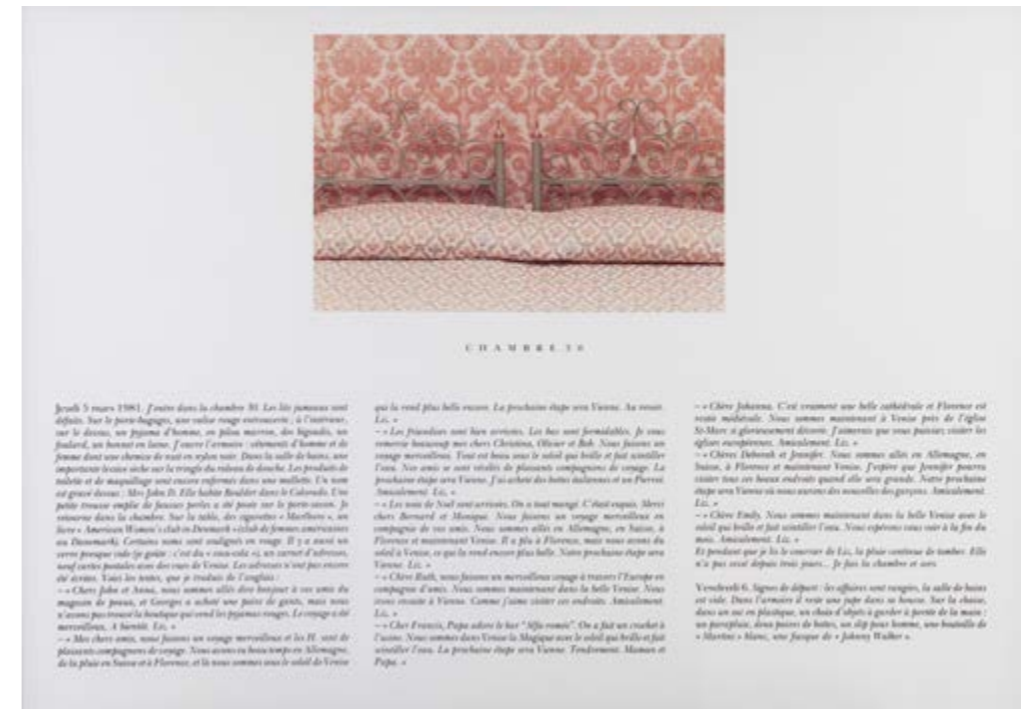 CHAMBRE 30
Jeudi 5 mars 1981. J'entre dans la chambre 30. Les lits jumeaux sont
défaits. Sur le porte-bagages, une valise rouge entrouverte ; à l'intérieur,
sur le dessus, un pyjama d'homme, en pilou marron, des bigoudis, un
foulard, un bonnet en laine. J'ouvre l'armoire : vêtements d'homme et de
femme dont une chemise de nuit en nylon noir. Dans la salle de bains, une
importante lessive sèche sur la tringle du rideau de douche. Les produits de
toilette et de maquillage sont encore enfermés dans une mallette. Un nom
est gravé dessus : Mrs John D. Elle habite Boulder dans le Colorado. Une
petite trousse emplie de fausses perles a été posée sur le porte-savon. Je
retourne dans la chambre. Sur la table, des cigarettes « Marlboro », un
livre « American Women's club en Denmark » (club de femmes américaines
au Danemark). Certains noms sont soulignés en rouge. Il y a aussi un
verre presque vide (je goûte : c'est du « coca-cola »), un carnet d'adresses,
neuf cartes postales avec des vues de Venise. Les adresses n'ont pas encore
été écrites. Voici les textes, que je traduis de l'anglais :
– « Chers John et Anna, nous sommes allés dire bonjour à vos amis du
magasin de peaux, et Georges a acheté une paire de gants, mais nous
n'avons pas trouvé la boutique qui vend les pyjamas rouges. Le voyage a été
merveilleux. A bientôt. Liz. »
– « Mes chers amis, nous faisons un voyage merveilleux et les H. sont de
plaisants compagnons de voyage. Nous avons eu beau temps en Allemagne,
de la pluie en Suisse et à Florence, et là nous sommes sous le soleil de Venise
qui la rend plus belle encore. La prochaine étape sera Vienne. Au revoir.
Liz. »
– « Les friandises sont bien arrivées. Les bas sont formidables. Je vous
remercie beaucoup mes chers Christina, Olivier et Bob. Nous faisons un
voyage merveilleux. Tout est beau sous le soleil qui brille et fait scintiller
l'eau. Nos amis se sont révélés de plaisants compagnons de voyage. La
prochaine étape sera Vienne. J'ai acheté des bottes italiennes et un Pierrot.
Amicalement. Liz. »
– « Les noix de Noël sont arrivées. On a tout mangé. C'était exquis. Merci
chers Bernard et Monique. Nous faisons un voyage merveilleux en
compagnie de vos amis. Nous sommes allés en Allemagne, en Suisse, à
Florence et maintenant Venise. Il a plu à Florence, mais nous avons du
soleil à Venise, ce qui la rend encore plus belle. Notre prochaine étape sera
Vienne. Liz. »
– « Chère Ruth, nous faisons un merveilleux voyage à travers l'Europe en
compagnie d'amis. Nous sommes maintenant dans la belle Venise. Nous
irons ensuite à Vienne. Comme j'aime visiter ces endroits. Amicalement.
Liz. »
– « Cher Francis, Papa adore le bar "Alfa roméo". On a fait un crochet à
l'usine. Nous sommes dans Venise la Magique avec le soleil qui brille et fait
scintiller l'eau. La prochaine étape sera Vienne. Tendrement. Maman et
Papa. »
– « Chère Johanna. C'est vraiment une belle cathédrale et Florence est
restée médiévale. Nous sommes maintenant à Venise près de l'église
St-Marc si glorieusement décorée. J'aimerais que vous puissiez visiter les
églises européennes. Amicalement. Liz. »
– « Chères Deborah et Jennifer. Nous sommes allés en Allemagne, en
Suisse, à Florence et maintenant Venise. J'espère que Jennifer pourra
visiter tous ces beaux endroits quand elle sera grande. Notre prochaine
étape sera Vienne où nous aurons des nouvelles des garçons. Amicalement.
Liz. »
– « Chère Emily. Nous sommes maintenant dans la belle Venise avec le
soleil qui brille et fait scintiller l'eau. Nous espérons vous voir à la fin du
mois. Amicalement. Liz. »
Et pendant que je lis le courrier de Liz, la pluie continue de tomber. Elle
n'a pas cessé depuis trois jours... Je fais la chambre et sors
Vendredi 6. Signes de départ : les affaires sont rangées, la salle de bains
est vide. Dans l'armoire il reste une jupe dans sa housse. Sur la chaise,
dans un sac en plastique, un choix d'objets à garder à portée de la main :
un parapluie, deux paires de bottes, un slip pour homme, une bouteille de
« Martini » blanc, une flasque de « Johnny Walker ».